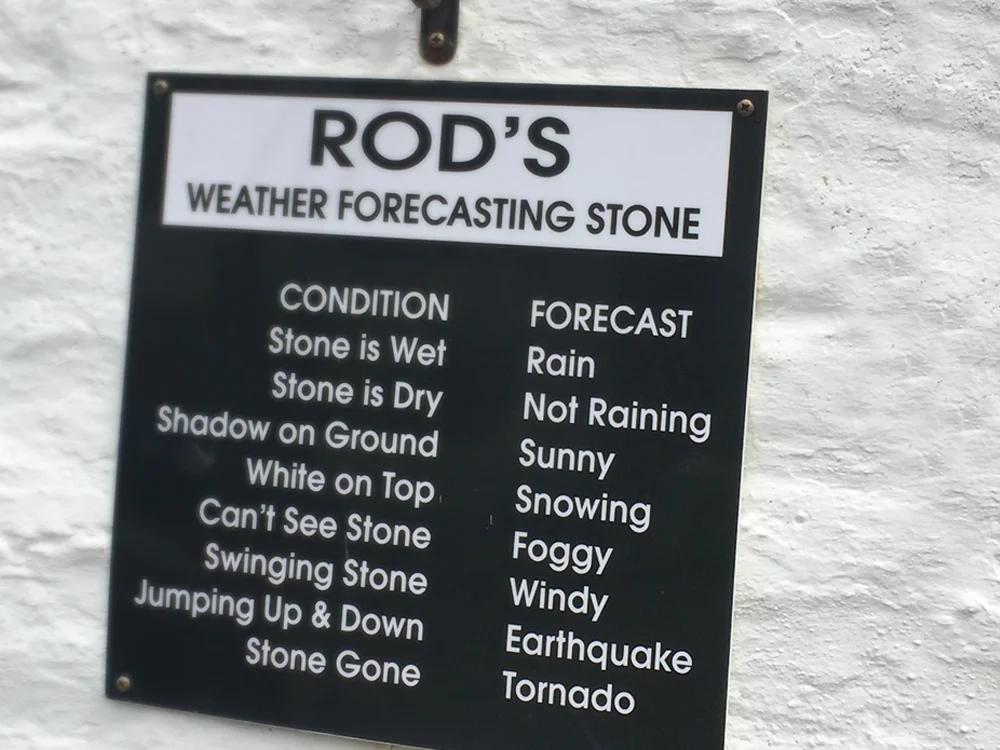 ROD'S
WEATHER FORECASTING STONE
CONDITION FORECAST
Stone is Wet Rain
Stone is Dry Not Raining
Shadow on Ground Sunny
White on Top Snowing
Can't See Stone Foggy
Swinging Stone Windy
Jumping Up & Down Earthquake
Stone Gone Tornado